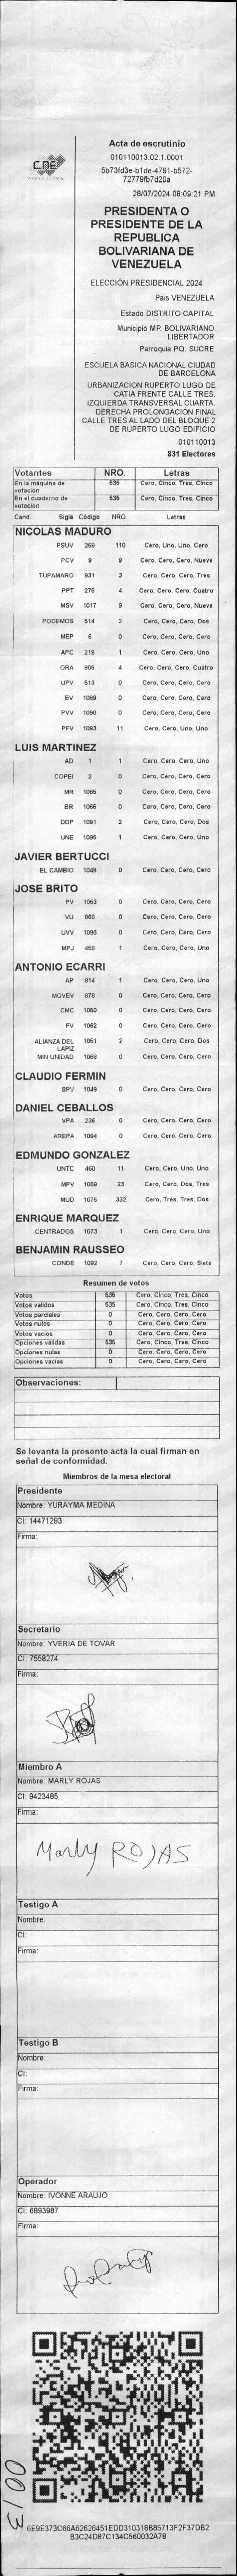 CNE
Acta de escrutinio
010110013.02.1.0001
5b73fd3e-b1de-4791-b572-
72779fb7d20a
28/07/2024 08:09:21 PM
PRESIDENTA O
PRESIDENTE DE LA
REPUBLICA
BOLIVARIANA DE
VENEZUELA
ELECCIÓN PRESIDENCIAL 2024
Pais VENEZUELA
Estado DISTRITO CAPITAL
Municipio MP. BOLIVARIANO
LIBERTADOR
Parroquia PQ. SUCRE
ESCUELA BASICA NACIONAL CIUDAD
DE BARCELONA
URBANIZACION RUPERTO LUGO DE
CATIA FRENTE CALLE TRES.
IZQUIERDA TRANSVERSAL CUARTA.
DERECHA PROLONGACIÓN FINAL
CALLE TRES AL LADO DEL BLOQUE 2
DE RUPERTO LUGO EDIFICIO
010110013
831 Electores
Votantes NRO. Letras
En la máquina de votación 535 Cero, Cinco, Tres, Cinco
En el cuaderno de votación 535 Cero, Cinco, Tres, Cinco
Cand. Sigla Código NRO. Letras
NICOLAS MADURO
PSUV 269 110 Cero, Uno, Uno, Cero
PCV 9 9 Cero, Cero, Cero, Nueve
TUPAMARO 931 3 Cero, Cero, Cero, Tres
PPT 276 4 Cero, Cero, Cero, Cuatro
MSV 1017 9 Cero, Cero, Cero, Nueve
PODEMOS 514 2 Cero, Cero, Cero, Dos
MEP 6 0 Cero, Cero, Cero, Cero
APC 219 1 Cero, Cero, Cero, Uno
ORA 906 4 Cero, Cero, Cero, Cuatro
UPV 513 0 Cero, Cero, Cero, Cero
EV 1089 0 Cero, Cero, Cero, Cero
PVV 1090 0 Cero, Cero, Cero, Cero
PFV 1093 11 Cero, Cero, Uno, Uno
LUIS MARTINEZ
AD 1 1 Cero, Cero, Cero, Uno
COPEI 2 0 Cero, Cero, Cero, Cero
MR 1065 0 Cero, Cero, Cero, Cero
BR 1066 0 Cero, Cero, Cero, Cero
DDP 1091 2 Cero, Cero, Cero, Dos
UNE 1095 1 Cero, Cero, Cero, Uno
JAVIER BERTUCCI
EL CAMBIO 1048 0 Cero, Cero, Cero, Cero
JOSE BRITO
PV 1053 0 Cero, Cero, Cero, Cero
VU 868 0 Cero, Cero, Cero, Cero
UVV 1096 0 Cero, Cero, Cero, Cero
MPJ 458 1 Cero, Cero, Cero, Uno
ANTONIO ECARRI
AP 814 1 Cero, Cero, Cero, Uno
MOVEV 878 0 Cero, Cero, Cero, Cero
CMC 1050 0 Cero, Cero, Cero, Cero
FV 1062 0 Cero, Cero, Cero, Cero
ALIANZA DEL LAPIZ 1051 2 Cero, Cero, Cero, Dos
MIN UNIDAD 1068 0 Cero, Cero, Cero, Cero
CLAUDIO FERMIN
SPV 1049 0 Cero, Cero, Cero, Cero
DANIEL CEBALLOS
VPA 236 0 Cero, Cero, Cero, Cero
AREPA 1094 0 Cero, Cero, Cero, Cero
EDMUNDO GONZALEZ
UNTC 460 11 Cero, Cero, Uno, Uno
MPV 1069 23 Cero, Cero, Dos, Tres
MUD 1075 332 Cero, Tres, Tres, Dos
ENRIQUE MARQUEZ
CENTRADOS 1073 1 Cero, Cero, Cero, Uno
BENJAMIN RAUSSEO
CONDE 1092 7 Cero, Cero, Cero, Siete
Resumen de votos
Votos 535 Cero, Cinco, Tres, Cinco
Votos validos 535 Cero, Cinco, Tres, Cinco
Votos parciales 0 Cero, Cero, Cero, Cero
Votos nulos 0 Cero, Cero, Cero, Cero
Votos vacios 0 Cero, Cero, Cero, Cero
Opciones validas 535 Cero, Cinco, Tres, Cinco
Opciones nulas 0 Cero, Cero, Cero, Cero
Opciones vacias 0 Cero, Cero, Cero, Cero
Observaciones:
Se levanta la presente acta la cual firman en
señal de conformidad.
Miembros de la mesa electoral
Presidente
Nombre: YURAYMA MEDINA
CI: 14471293
Firma:
Secretario
Nombre: YVERIA DE TOVAR
CI: 7558274
Firma:
Miembro A
Nombre: MARLY ROJAS
CI: 9423485
Firma:
Marly ROJAS
Testigo A
Nombre:
CI:
Firma:
Testigo B
Nombre:
CI:
Firma:
Operador
Nombre: IVONNE ARAUJO
CI: 6893987
Firma:
0013
6E9E373C66A62626451EDD310318B85713F2F37DB2
B3C24D87C134C560032A78